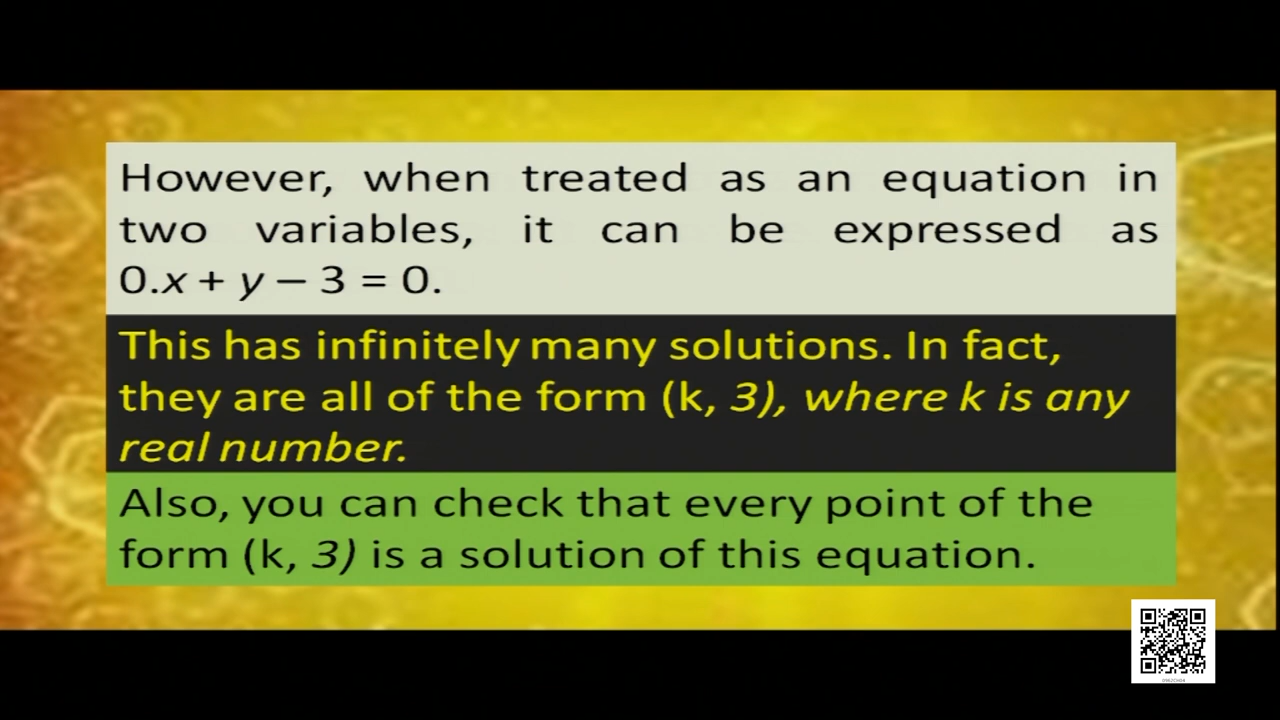 However, when treated as an equation in
two variables, it can be expressed as
0.x + y – 3 = 0.
This has infinitely many solutions. In fact,
they are all of the form (k, 3), where k is any
real number.
Also, you can check that every point of the
form (k, 3) is a solution of this equation.